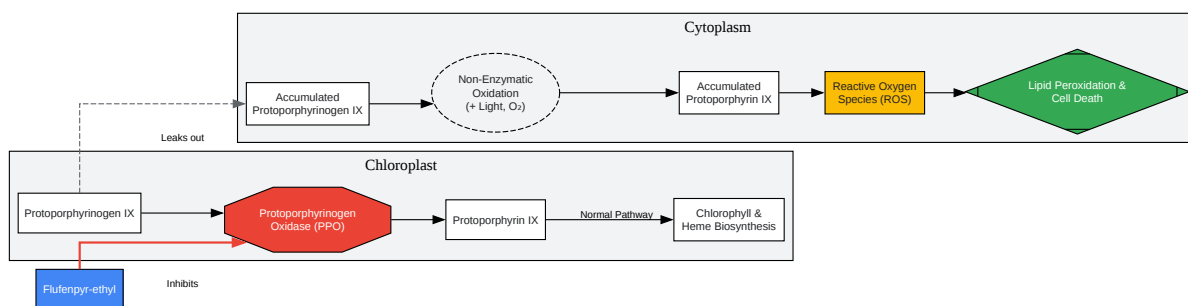 Cytoplasm
Accumulated
Protoporphyrinogen IX
Non-Enzymatic
Oxidation
(+ Light, O₂)
Accumulated
Protoporphyrin IX
Reactive Oxygen
Species (ROS)
Lipid Peroxidation &
Cell Death
Leaks out
Chloroplast
Protoporphyrinogen IX
Protoporphyrinogen
Oxidase (PPO)
Protoporphyrin IX
Normal Pathway
Chlorophyll &
Heme Biosynthesis
Flufenpyr-ethyl
Inhibits